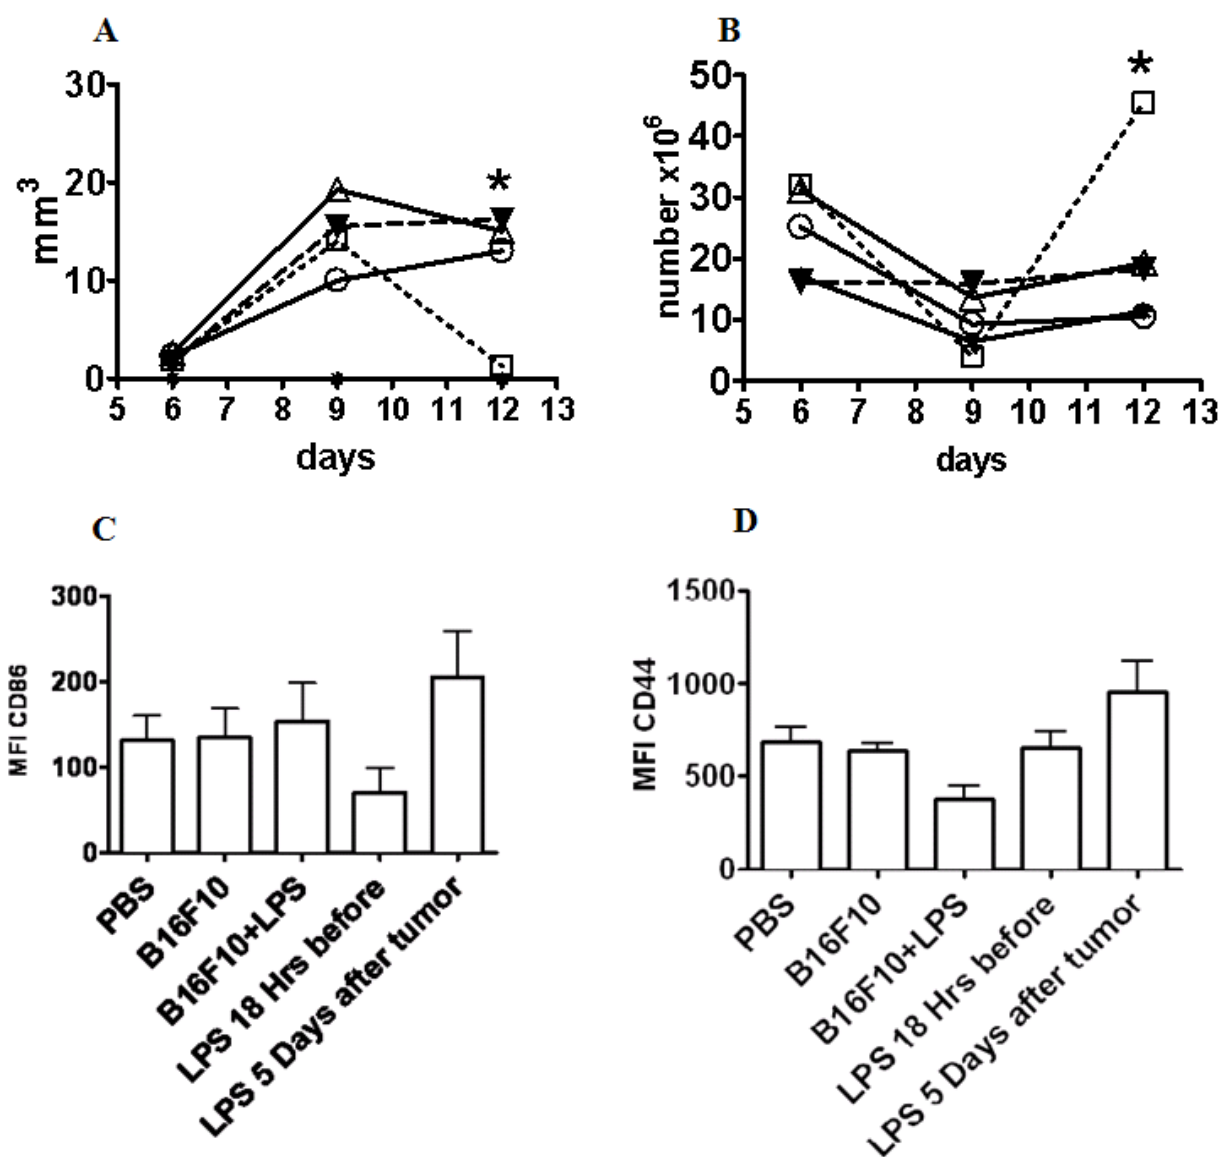 A
30
20
10
0
mm3
*
5 6 7 8 9 10 11 12 13
days
B
50
40
30
20
10
0
number x106
*
5 6 7 8 9 10 11 12 13
days
C
300
200
100
0
MFI CD86
PBS
B16F10
B16F10+LPS
LPS 18 Hrs before
LPS 5 Days after tumor
D
1500
1000
500
0
MFI CD44
PBS
B16F10
B16F10+LPS
LPS 18 Hrs before
LPS 5 Days after tumor